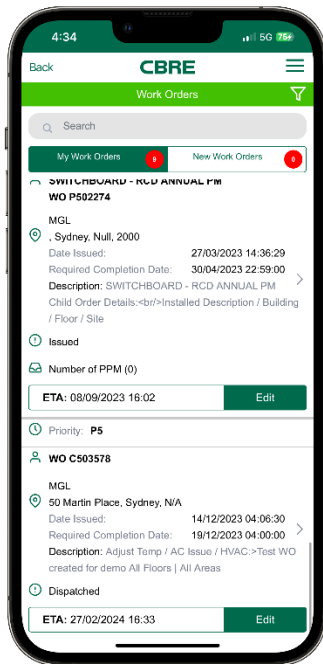 4:34
5G 75
Back
CBRE
Work Orders
Search
My Work Orders
New Work Orders
SWITCHBOARD - RCD ANNUAL PM
WO P502274
MGL
, Sydney, Null, 2000
Date Issued: 27/03/2023 14:36:29
Required Completion Date: 30/04/2023 22:59:00
Description: SWITCHBOARD - RCD ANNUAL PM
Child Order Details:<br/>Installed Description / Building
/ Floor / Site
Issued
Number of PPM (0)
ETA: 08/09/2023 16:02
Edit
Priority: P5
WO C503578
MGL
50 Martin Place, Sydney, N/A
Date Issued: 14/12/2023 04:06:30
Required Completion Date: 19/12/2023 04:00:00
Description: Adjust Temp / AC Issue / HVAC:>Test WO
created for demo All Floors | All Areas
Dispatched
ETA: 27/02/2024 16:33
Edit